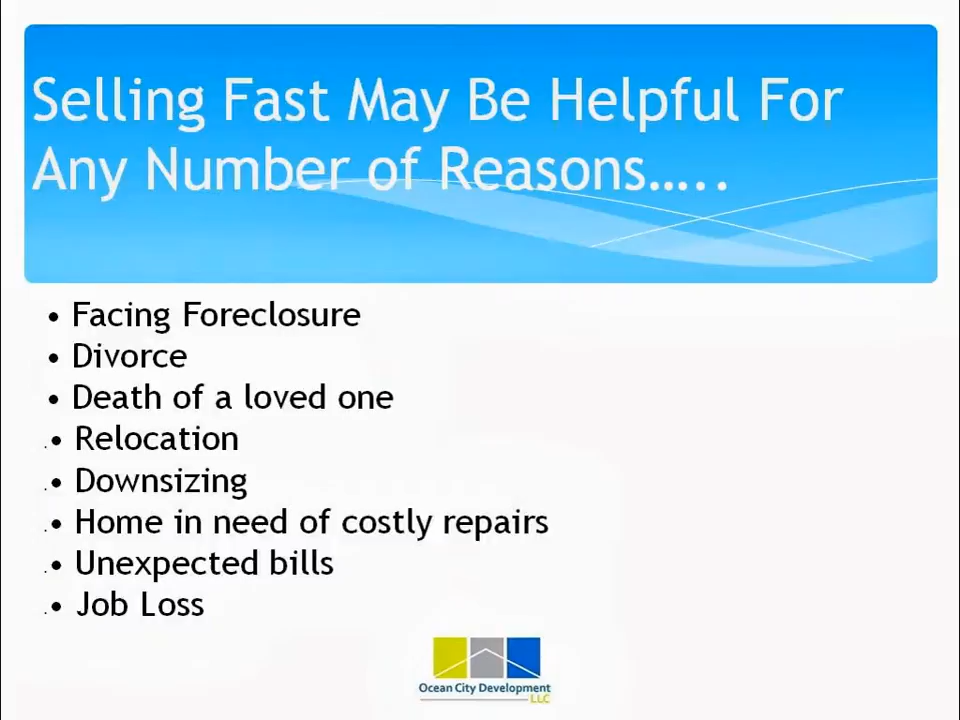 Selling Fast May Be Helpful For
Any Number of Reasons.....
• Facing Foreclosure
• Divorce
• Death of a loved one
• Relocation
• Downsizing
• Home in need of costly repairs
• Unexpected bills
• Job Loss
Ocean City Development
LLC